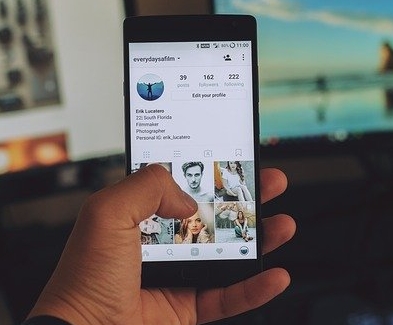 80% 11:00
everydaysafilm
39 162 222
posts followers following
Edit your profile
Erik Lucatero
22| South Florida
Filmmaker
Photographer
Personal IG: erik_lucatero